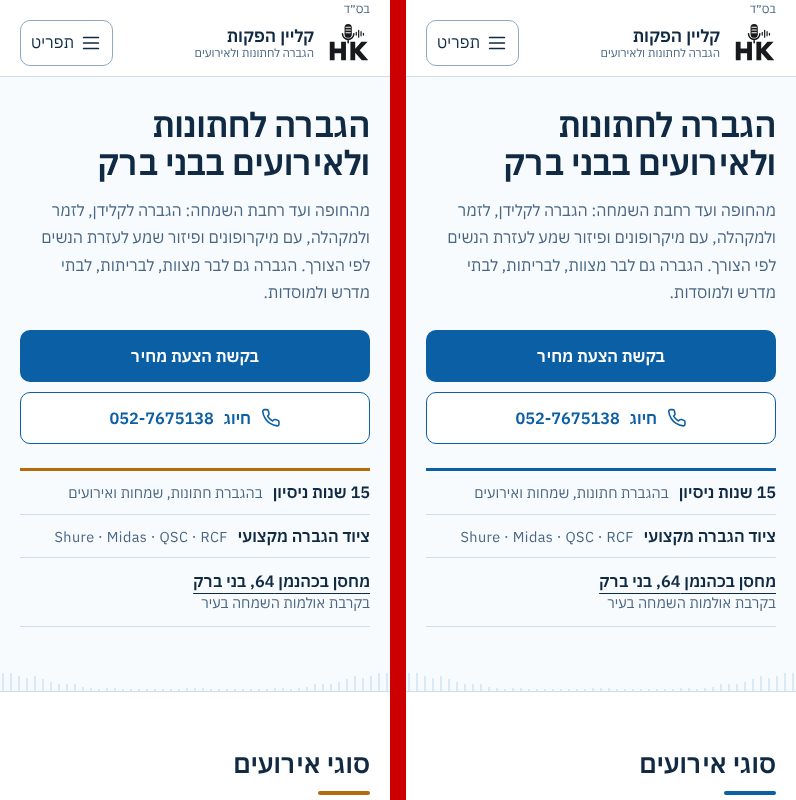 בס״ד
HK
קליין הפקות
הגברה לחתונות ולאירועים
תפריט
הגברה לחתונות
ולאירועים בבני ברק
מהחופה ועד רחבת השמחה: הגברה לקלידן, לזמר
ולמקהלה, עם מיקרופונים ופיזור שמע לעזרת הנשים
לפי הצורך. הגברה גם לבר מצוות, לבריתות, לבתי
מדרש ולמוסדות.
בקשת הצעת מחיר
חיוג 052-7675138
15 שנות ניסיון בהגברת חתונות, שמחות ואירועים
ציוד הגברה מקצועי Shure · Midas · QSC · RCF
מחסן בכהנמן 64, בני ברק
בקרבת אולמות השמחה בעיר
סוגי אירועים
בס״ד
HK
קליין הפקות
הגברה לחתונות ולאירועים
תפריט
הגברה לחתונות
ולאירועים בבני ברק
מהחופה ועד רחבת השמחה: הגברה לקלידן, לזמר
ולמקהלה, עם מיקרופונים ופיזור שמע לעזרת הנשים
לפי הצורך. הגברה גם לבר מצוות, לבריתות, לבתי
מדרש ולמוסדות.
בקשת הצעת מחיר
חיוג 052-7675138
15 שנות ניסיון בהגברת חתונות, שמחות ואירועים
ציוד הגברה מקצועי Shure · Midas · QSC · RCF
מחסן בכהנמן 64, בני ברק
בקרבת אולמות השמחה בעיר
סוגי אירועים